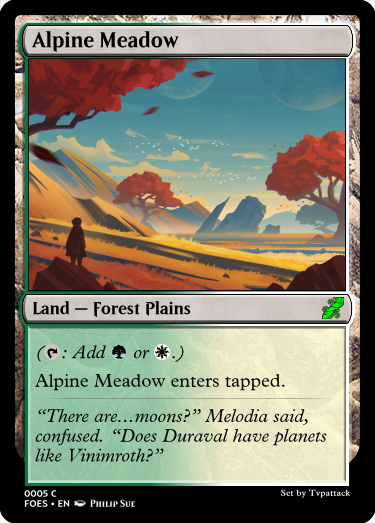 Alpine Meadow
Land — Forest Plains
(: Add or .)
Alpine Meadow enters tapped.
“There are...moons?” Melodia said,
confused. “Does Duraval have planets
like Vinimroth?”
0005 C
FOES • EN Philip Sue
Set by Tvpattack